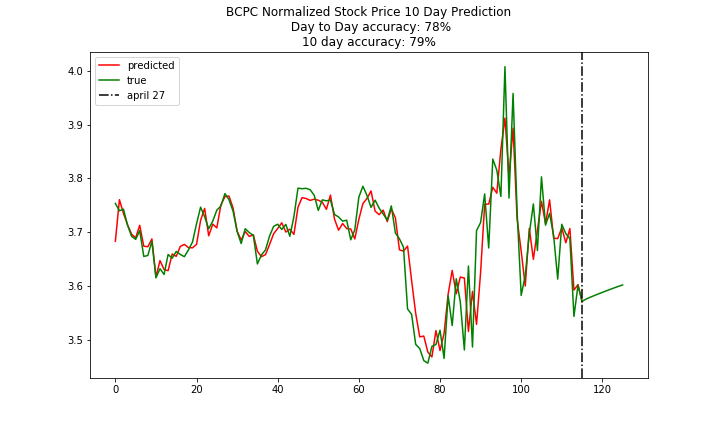 BCPC Normalized Stock Price 10 Day Prediction
Day to Day accuracy: 78%
10 day accuracy: 79%
predicted
true
april 27
4.0
3.9
3.8
3.7
3.6
3.5
0 20 40 60 80 100 120